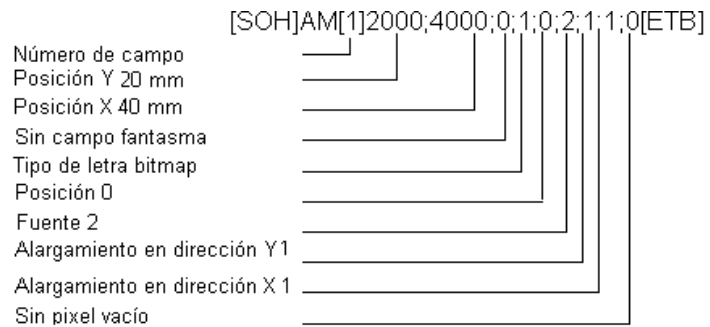 [SOH]AM[1]2000;4000;0;1;0;2;1;1;0[ETB]
Número de campo
Posición Y 20 mm
Posición X 40 mm
Sin campo fantasma
Tipo de letra bitmap
Posición 0
Fuente 2
Alargamiento en dirección Y1
Alargamiento en dirección X 1
Sin pixel vacío